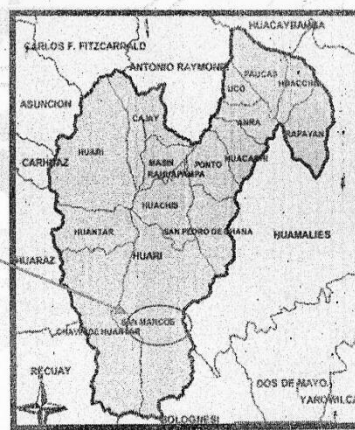 HUACAYBAMBA
CARLOS F. FITZCARRALD
ANTONIO RAYMONDI
PAUCAS
UCO
HUACCHIS
ASUNCION
CAJAY
ANRA
RAPAYAN
CARHUAZ
HUARI
MASIN
PONTO
HUACACHI
RAHUAPAMPA
HUACHIS
HUANTAR
SAN PEDRO DE CHANA
HUAMALIES
HUARI
HUARAZ
SAN MARCOS
CHAVIN DE HUANTAR
RECUAY
DOS DE MAYO
YAROWILCA
BOLOGNESI